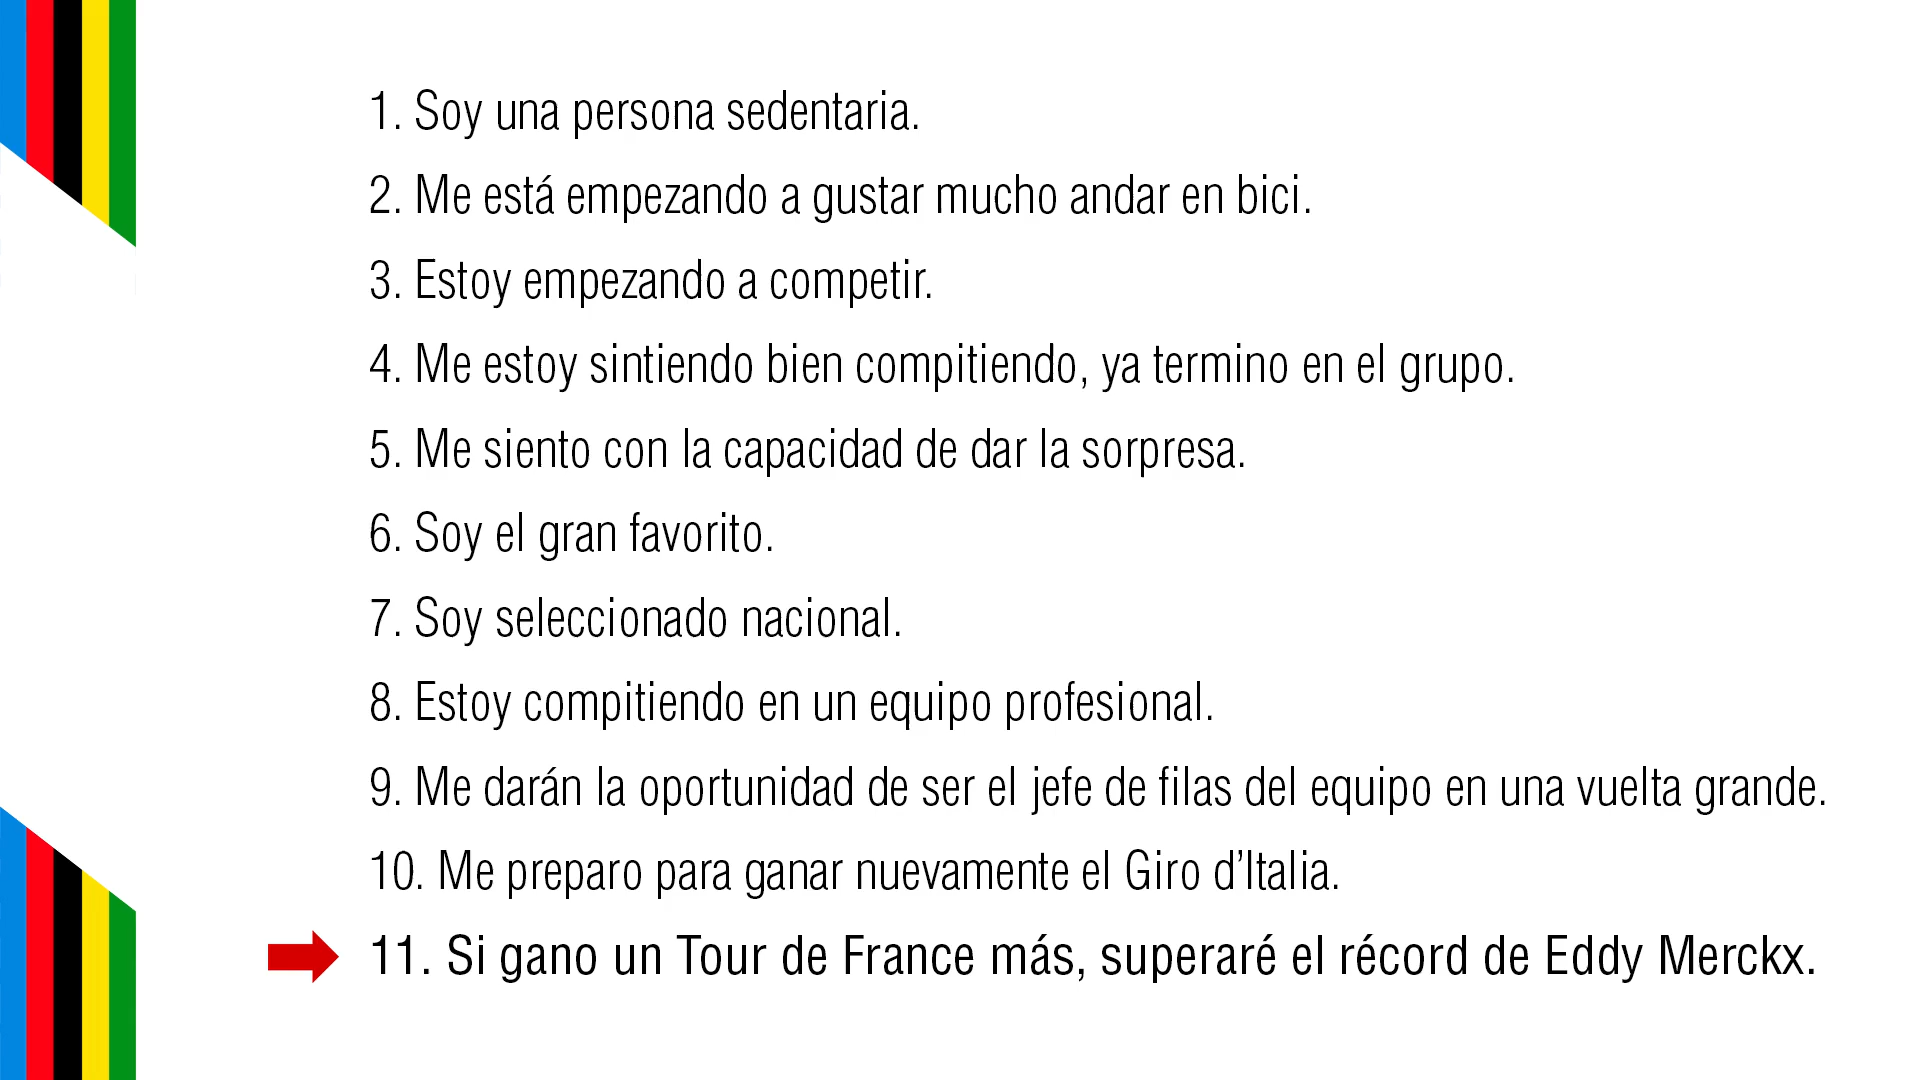 1. Soy una persona sedentaria.
2. Me está empezando a gustar mucho andar en bici.
3. Estoy empezando a competir.
4. Me estoy sintiendo bien compitiendo, ya termino en el grupo.
5. Me siento con la capacidad de dar la sorpresa.
6. Soy el gran favorito.
7. Soy seleccionado nacional.
8. Estoy compitiendo en un equipo profesional.
9. Me darán la oportunidad de ser el jefe de filas del equipo en una vuelta grande.
10. Me preparo para ganar nuevamente el Giro d’Italia.
11. Si gano un Tour de France más, superaré el récord de Eddy Merckx.